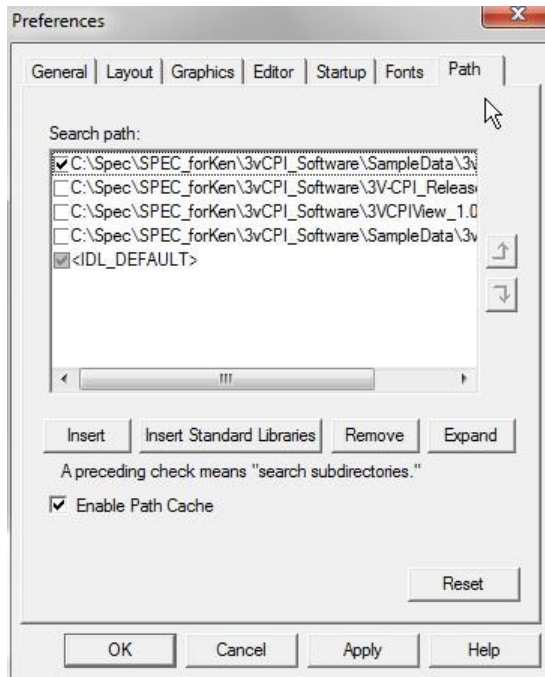 Preferences
General Layout Graphics Editor Startup Fonts Path
Search path:
C:\Spec\SPEC_forKen\3vCPI_Software\SampleData\3v
C:\Spec\SPEC_forKen\3vCPI_Software\3V-CPI_Releas
C:\Spec\SPEC_forKen\3vCPI_Software\3VCPIView_1.0
C:\Spec\SPEC_forKen\3vCPI_Software\SampleData\3v
<IDL_DEFAULT>
Insert Insert Standard Libraries Remove Expand
A preceding check means "search subdirectories."
Enable Path Cache
Reset
OK Cancel Apply Help